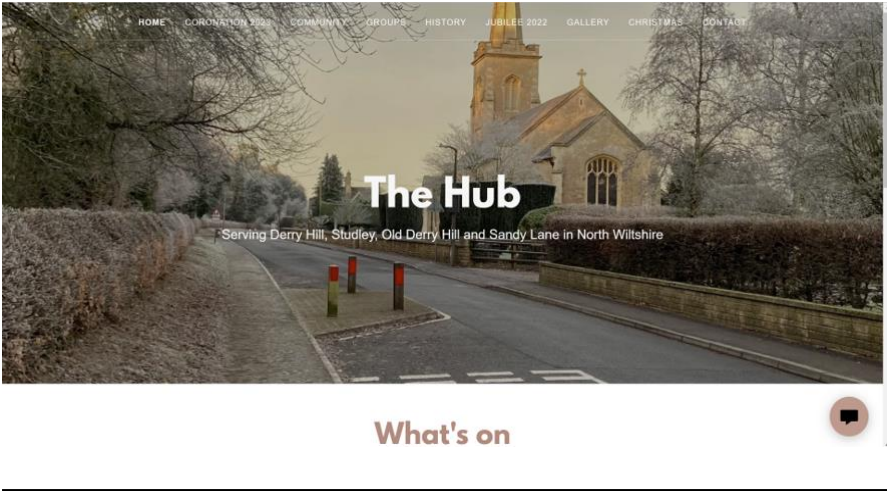 HOME CORONATION 2023 COMMUNITY GROUPS HISTORY JUBILEE 2022 GALLERY CHRISTMAS CONTACT
The Hub
Serving Derry Hill, Studley, Old Derry Hill and Sandy Lane in North Wiltshire
What's on